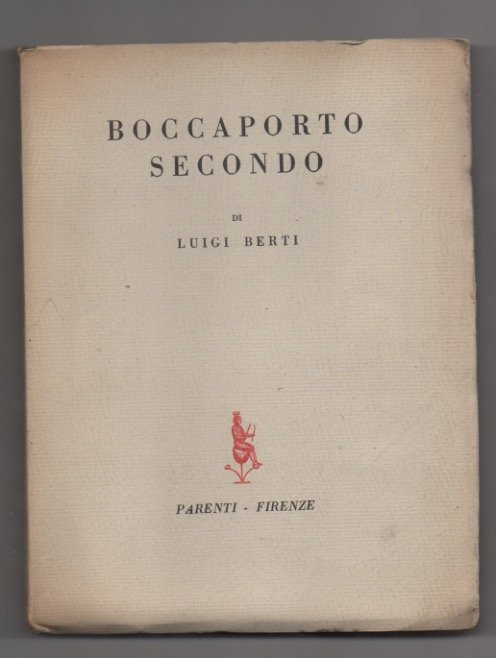 BOCCAPORTO
SECONDO
DI
LUIGI BERTI
PARENTI - FIRENZE